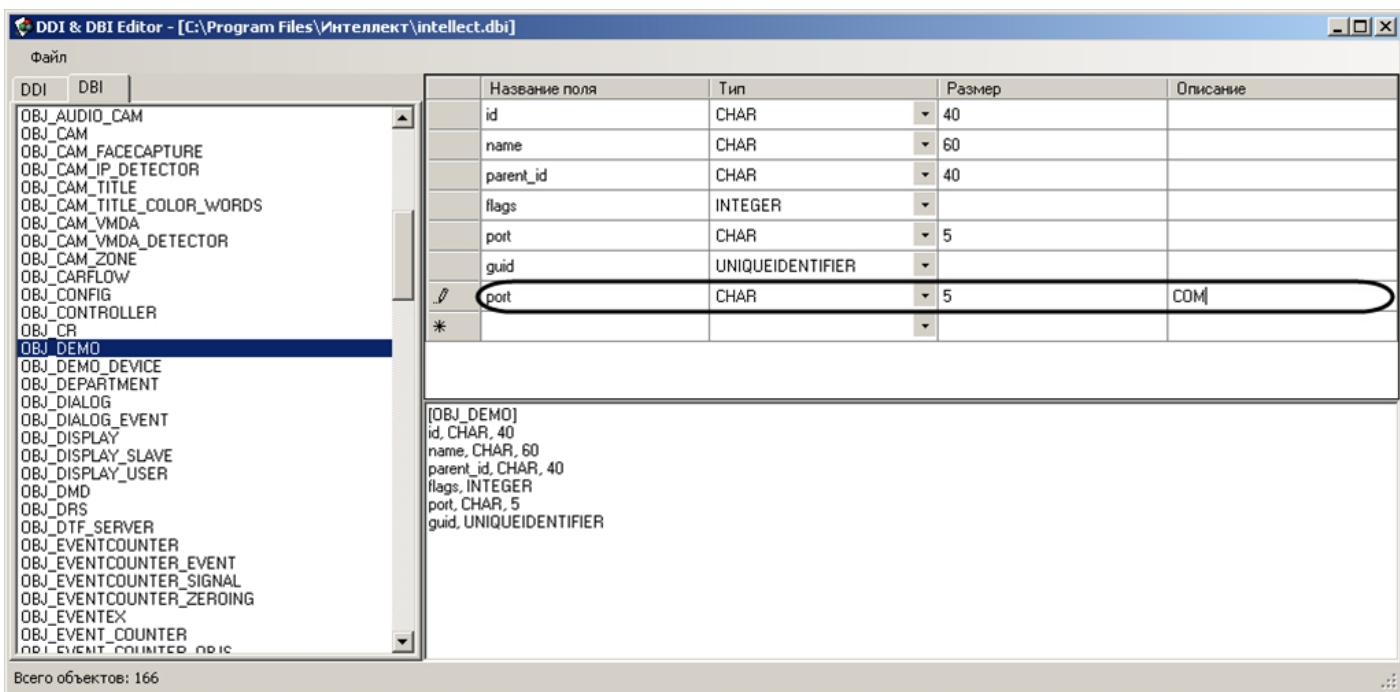 DDI & DBI Editor - [C:\Program Files\Интеллект\intellect.dbi]
Файл
DDI DBI
OBJ_AUDIO_CAM
OBJ_CAM
OBJ_CAM_FACECAPTURE
OBJ_CAM_IP_DETECTOR
OBJ_CAM_TITLE
OBJ_CAM_TITLE_COLOR_WORDS
OBJ_CAM_VMDA
OBJ_CAM_VMDA_DETECTOR
OBJ_CAM_ZONE
OBJ_CARFLOW
OBJ_CONFIG
OBJ_CONTROLLER
OBJ_CR
OBJ_DEMO
OBJ_DEMO_DEVICE
OBJ_DEPARTMENT
OBJ_DIALOG
OBJ_DIALOG_EVENT
OBJ_DISPLAY
OBJ_DISPLAY_SLAVE
OBJ_DISPLAY_USER
OBJ_DMD
OBJ_DRS
OBJ_DTF_SERVER
OBJ_EVENTCOUNTER
OBJ_EVENTCOUNTER_EVENT
OBJ_EVENTCOUNTER_SIGNAL
OBJ_EVENTCOUNTER_ZEROING
OBJ_EVENTEX
OBJ_EVENT_COUNTER
OBJ_EVENT_COUNTER_OBJS
Название поля Тип Размер Описание
id CHAR 40
name CHAR 60
parent_id CHAR 40
flags INTEGER
port CHAR 5
guid UNIQUEIDENTIFIER
port CHAR 5 COM
[OBJ_DEMO]
id, CHAR, 40
name, CHAR, 60
parent_id, CHAR, 40
flags, INTEGER
port, CHAR, 5
guid, UNIQUEIDENTIFIER
Всего объектов: 166